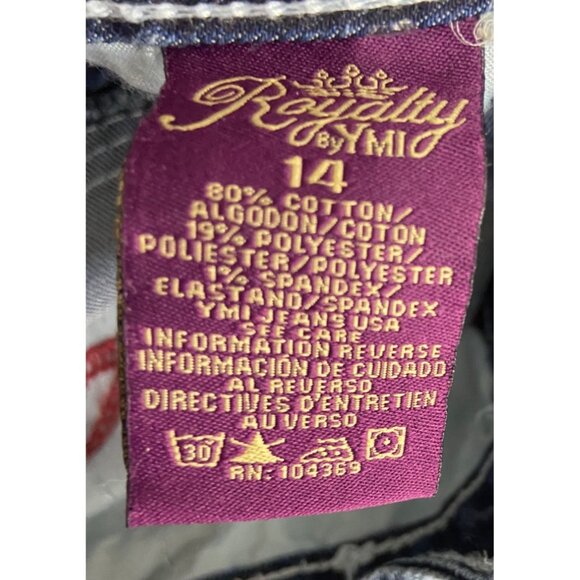 Royalty
BY YMI
14
80% COTTON/
ALGODON/COTON
19% POLYESTER/
POLIESTER/POLYESTER
1% SPANDEX/
ELASTAND/SPANDEX
YMI JEANS USA
SEE CARE
INFORMATION REVERSE
INFORMACIÓN DE CUIDADO
AL REVERSO
DIRECTIVES D'ENTRETIEN
AU VERSO
30
RN: 104369